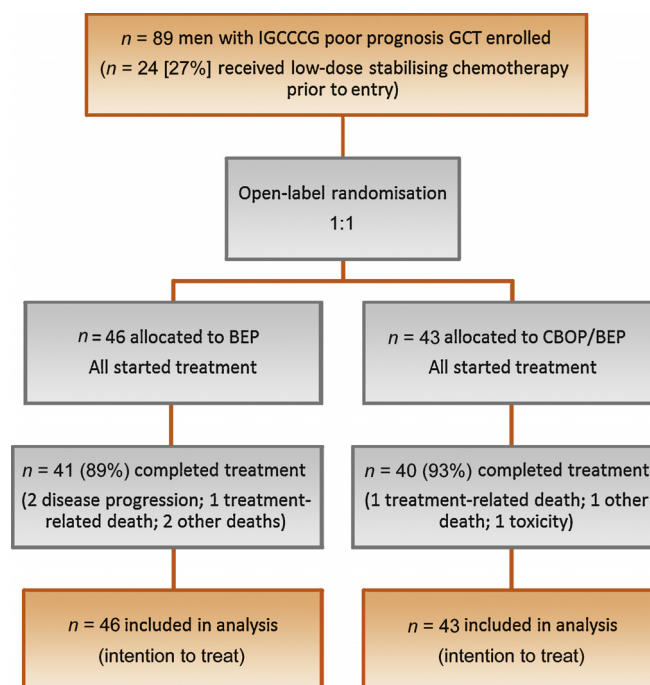 n = 89 men with IGCCCG poor prognosis GCT enrolled
(n = 24 [27%] received low-dose stabilising chemotherapy
prior to entry)
Open-label randomisation
1:1
n = 46 allocated to BEP
All started treatment
n = 43 allocated to CBOP/BEP
All started treatment
n = 41 (89%) completed treatment
(2 disease progression; 1 treatment-
related death; 2 other deaths)
n = 40 (93%) completed treatment
(1 treatment-related death; 1 other
death; 1 toxicity)
n = 46 included in analysis
(intention to treat)
n = 43 included in analysis
(intention to treat)